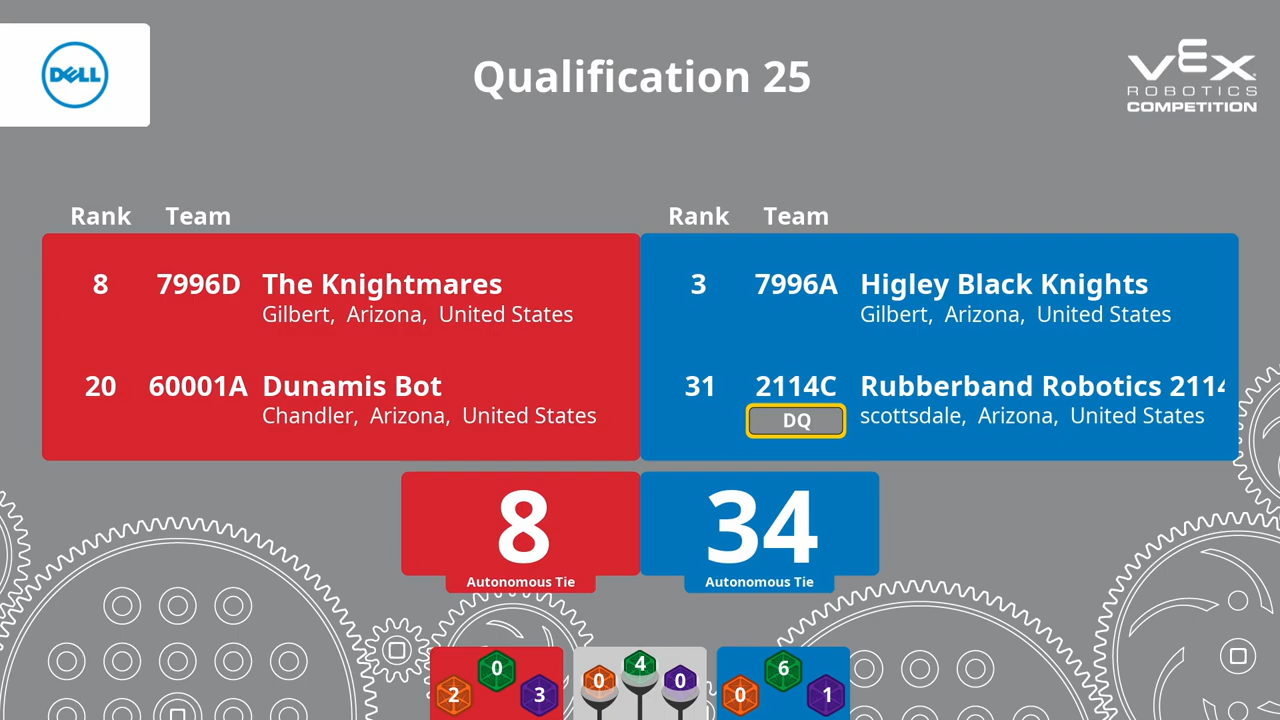 DELL
Qualification 25
VEX
ROBOTICS
COMPETITION
Rank Team
8 7996D The Knightmares
Gilbert, Arizona, United States
20 60001A Dunamis Bot
Chandler, Arizona, United States
Rank Team
3 7996A Higley Black Knights
Gilbert, Arizona, United States
31 2114C Rubberband Robotics 2114
DQ scottsdale, Arizona, United States
8
Autonomous Tie
34
Autonomous Tie
0
2 3
4
0 0
6
0 1